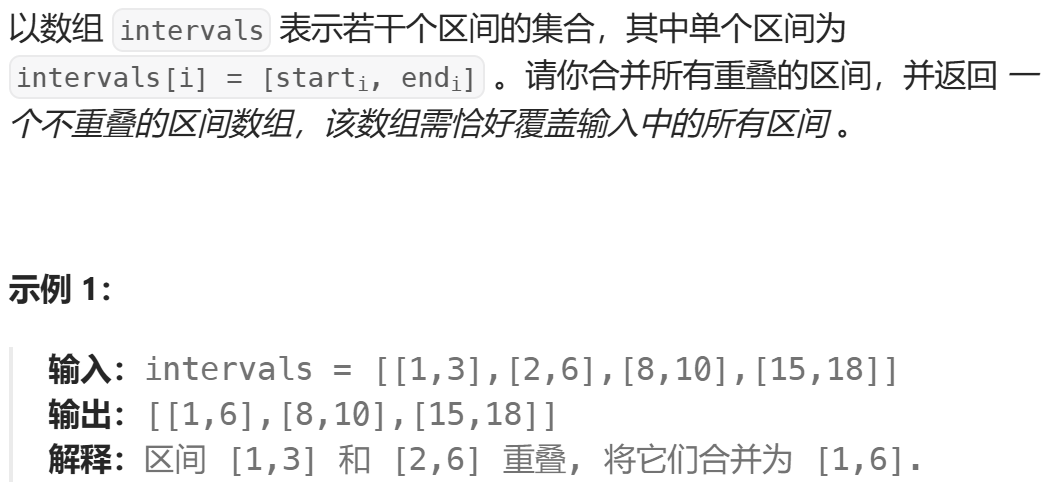 以数组 intervals 表示若干个区间的集合，其中单个区间为
intervals[i] = [starti, endi] 。请你合并所有重叠的区间，并返回 一
个不重叠的区间数组，该数组需恰好覆盖输入中的所有区间 。
示例 1：
输入：intervals = [[1,3],[2,6],[8,10],[15,18]]
输出：[[1,6],[8,10],[15,18]]
解释：区间 [1,3] 和 [2,6] 重叠, 将它们合并为 [1,6].